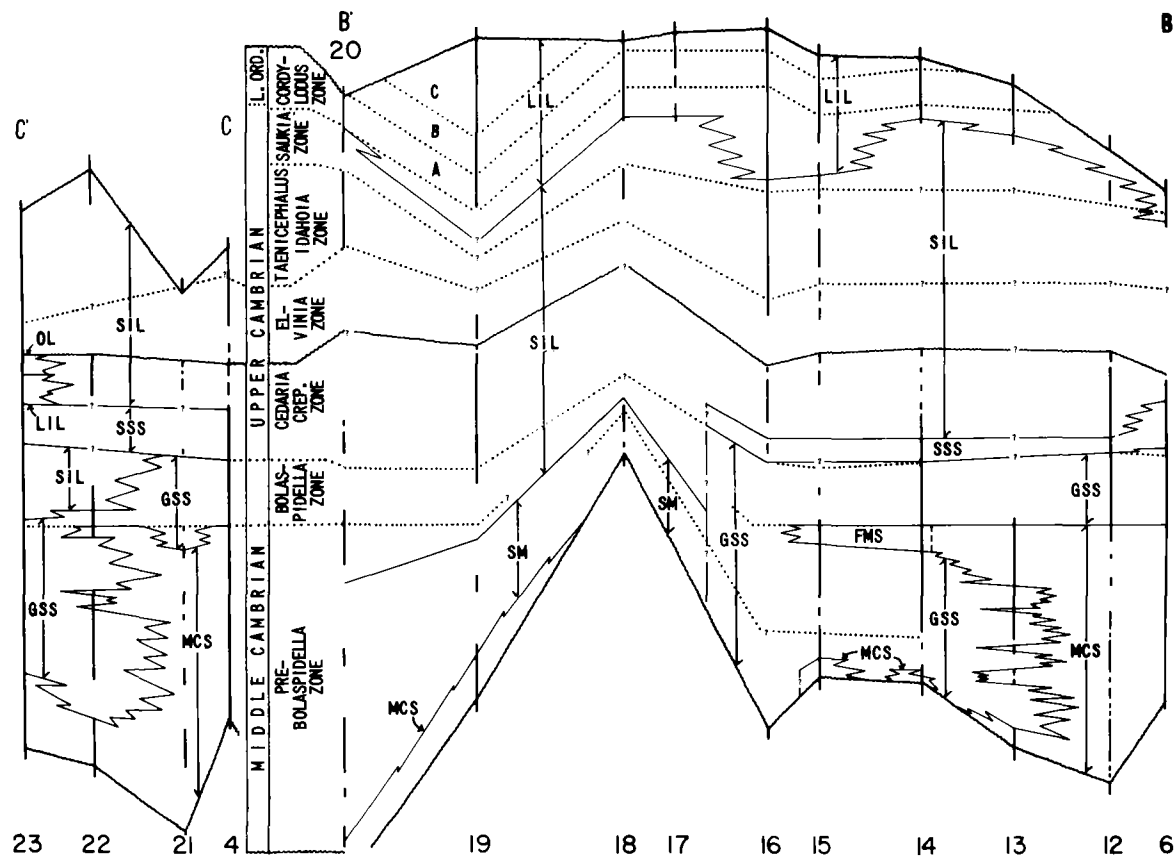 B'
B
20
C'
C
L. ORD.
CORDY-
LODUS
ZONE
SAUKIA
ZONE
TAENICEPHALUS
IDAHOIA
ZONE
EL-
VINIA
ZONE
CEDARIA
CREP.
ZONE
BOLAS-
PIDELLA
ZONE
PRE-
BOLASPIDELLA
ZONE
UPPER CAMBRIAN
MIDDLE CAMBRIAN
C
B
A
LIL
LIL
SIL
SIL
SIL
OL
LIL
SSS
SSS
SIL
GSS
GSS
MCS
SM
SM
GSS
FMS
GSS
GSS
MCS
MCS
MCS
23
22
21
4
19
18
17
16
15
14
13
12
6